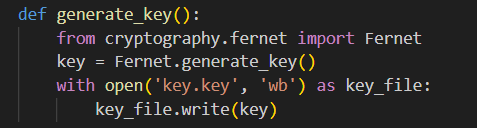 def generate_key():
    from cryptography.fernet import Fernet
    key = Fernet.generate_key()
    with open('key.key', 'wb') as key_file:
        key_file.write(key)